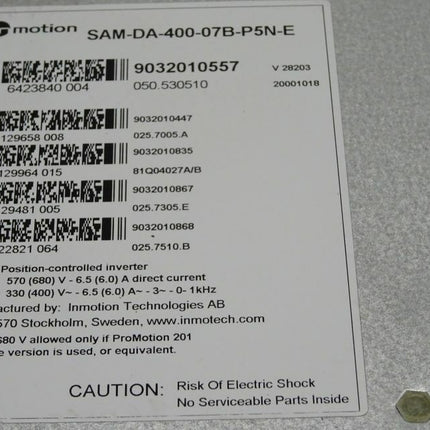 motion SAM-DA-400-07B-P5N-E
9032010557 V 28203
6423840 004 050.530510 20001018
9032010447
129658 008 025.7005.A
9032010835
129964 015 81Q04027A/B
9032010867
129481 005 025.7305.E
9032010868
22821 064 025.7510.B
Position-controlled inverter
570 (680) V - 6.5 (6.0) A direct current
330 (400) V~ - 6.5 (6.0) A~ - 3~ - 0- 1kHz
factured by: Inmotion Technologies AB
570 Stockholm, Sweden, www.inmotech.com
680 V allowed only if ProMotion 201
e version is used, or equivalent.
CAUTION: Risk Of Electric Shock
No Serviceable Parts Inside